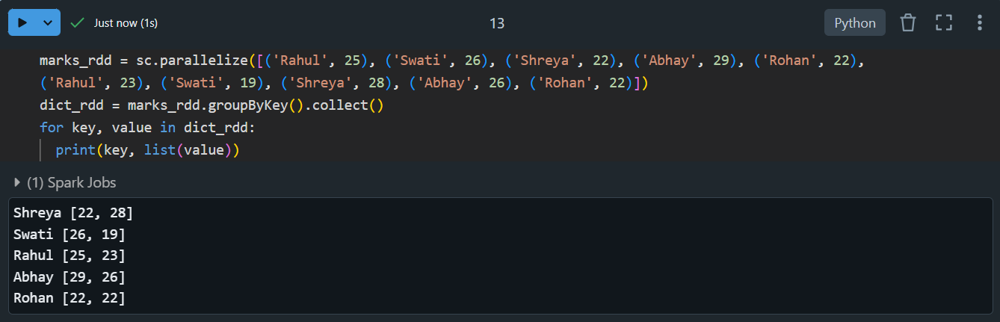 Just now (1s)
13
Python
marks_rdd = sc.parallelize([('Rahul', 25), ('Swati', 26), ('Shreya', 22), ('Abhay', 29), ('Rohan', 22),
('Rahul', 23), ('Swati', 19), ('Shreya', 28), ('Abhay', 26), ('Rohan', 22)])
dict_rdd = marks_rdd.groupByKey().collect()
for key, value in dict_rdd:
  print(key, list(value))
(1) Spark Jobs
Shreya [22, 28]
Swati [26, 19]
Rahul [25, 23]
Abhay [29, 26]
Rohan [22, 22]